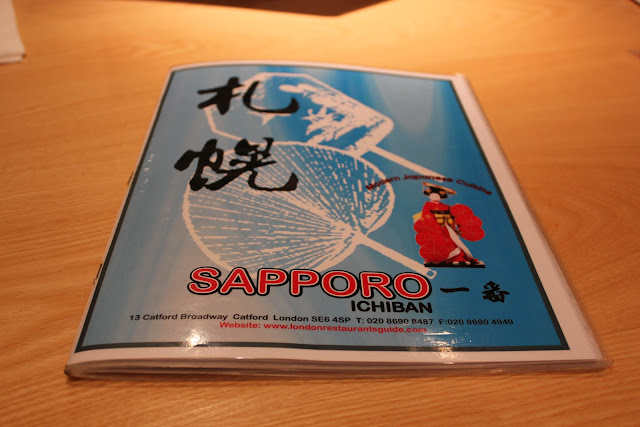 札
幌
Modern Japanese Cuisine
SAPPORO 一番
ICHIBAN
13 Catford Broadway Catford London SE6 4SP T: 020 8690 8487 F: 020 8690 4949
Website: www.londonrestaurantsguide.com